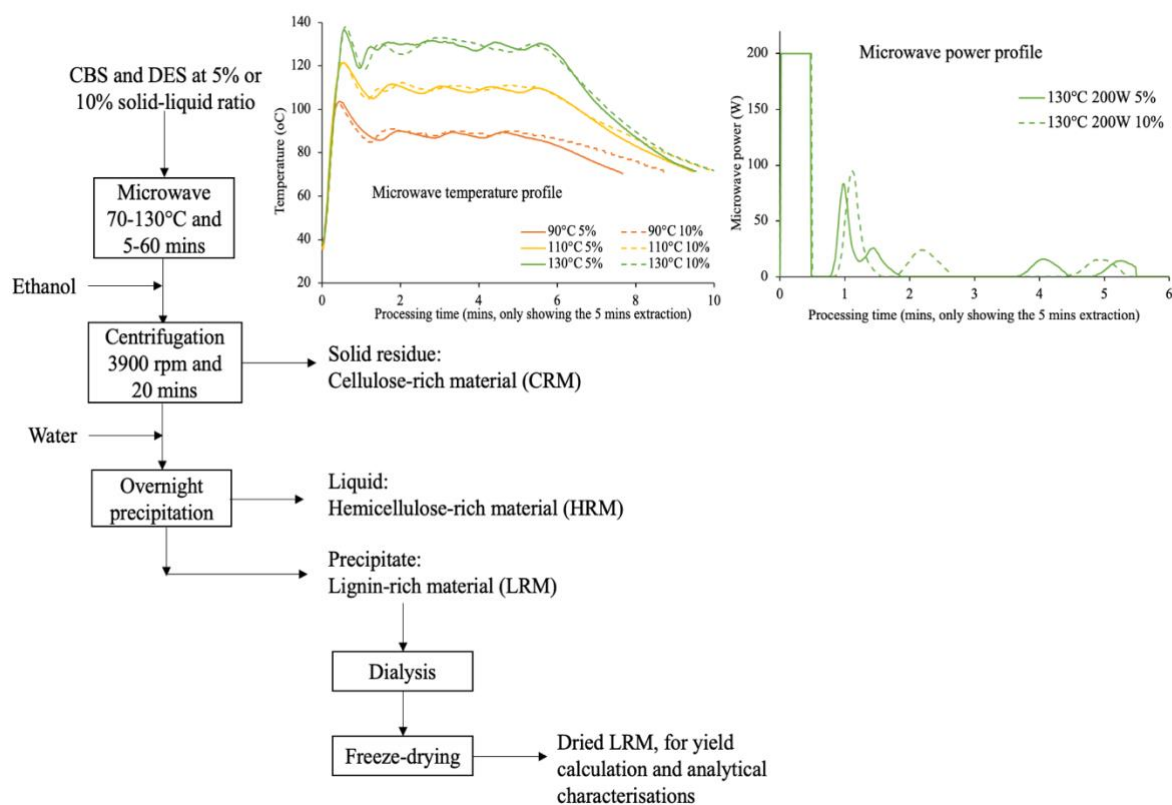 CBS and DES at 5% or
10% solid-liquid ratio
Microwave
70-130°C and
5-60 mins
Ethanol
Centrifugation
3900 rpm and
20 mins
Solid residue:
Cellulose-rich material (CRM)
Water
Overnight
precipitation
Liquid:
Hemicellulose-rich material (HRM)
Precipitate:
Lignin-rich material (LRM)
Dialysis
Freeze-drying
Dried LRM, for yield
calculation and analytical
characterisations
Temperature (oC)
140
120
100
80
60
40
20
Microwave temperature profile
90°C 5%
90°C 10%
110°C 5%
110°C 10%
130°C 5%
130°C 10%
0 2 4 6 8 10
Processing time (mins, only showing the 5 mins extraction)
Microwave power profile
Microwave power (W)
200
150
100
50
0
130°C 200W 5%
130°C 200W 10%
0 1 2 3 4 5 6
Processing time (mins, only showing the 5 mins extraction)